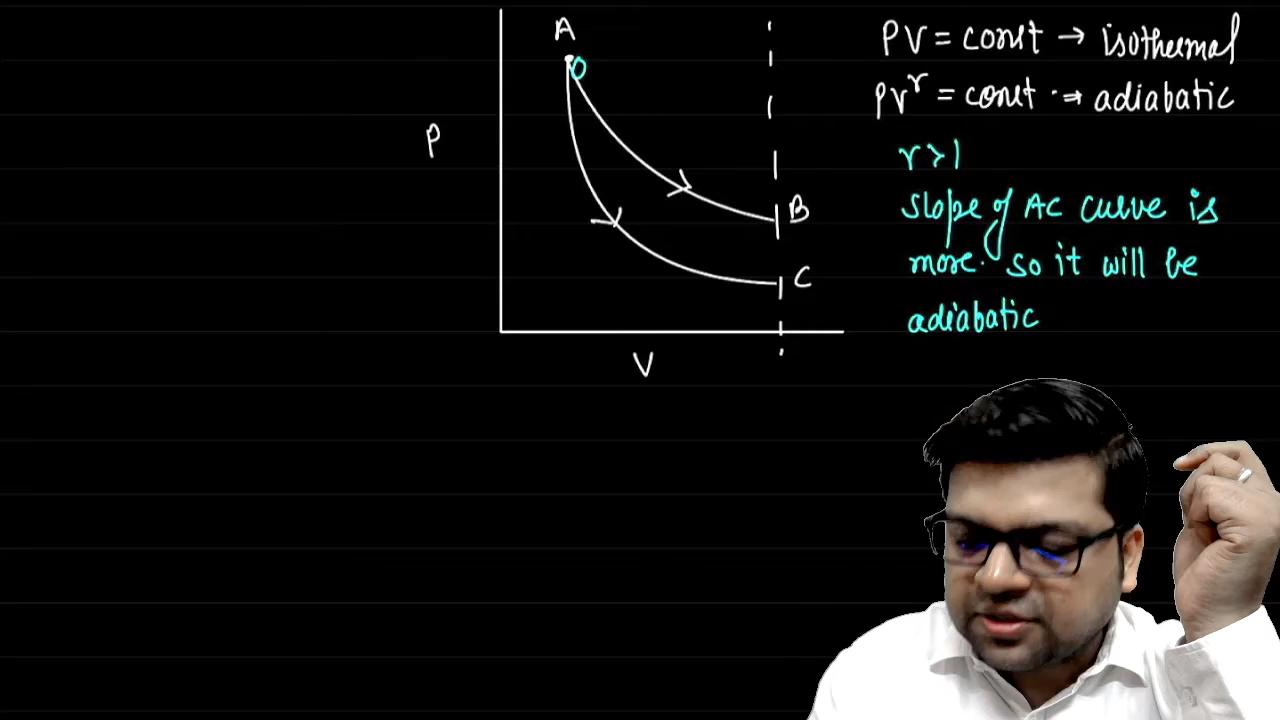 A
O
P
B
C
V
PV = const → isothermal
PV^r = const → adiabatic
r > 1
slope of AC curve is
more. So it will be
adiabatic